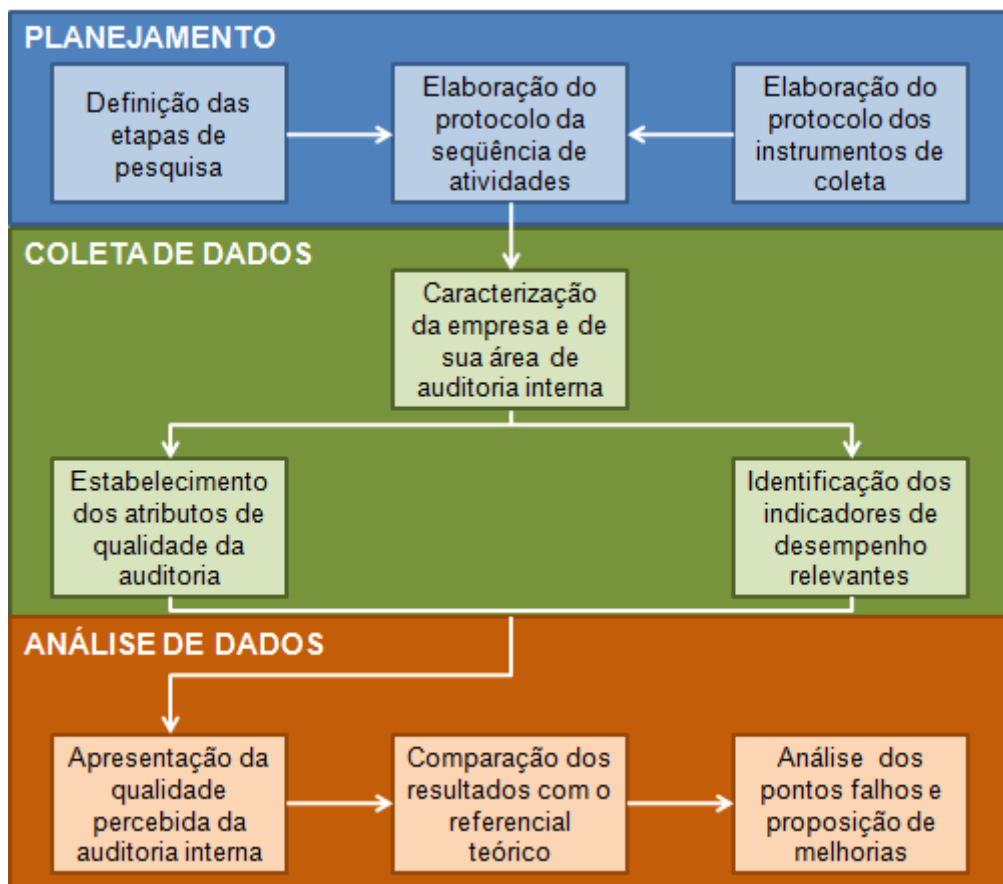 PLANEJAMENTO
Definição das
etapas de
pesquisa
Elaboração do
protocolo da
seqüência de
atividades
Elaboração do
protocolo dos
instrumentos de
coleta
COLETA DE DADOS
Caracterização
da empresa e de
sua área de
auditoria interna
Estabelecimento
dos atributos de
qualidade da
auditoria
Identificação dos
indicadores de
desempenho
relevantes
ANÁLISE DE DADOS
Apresentação da
qualidade
percebida da
auditoria interna
Comparação dos
resultados com o
referencial
teórico
Análise dos
pontos falhos e
proposição de
melhorias